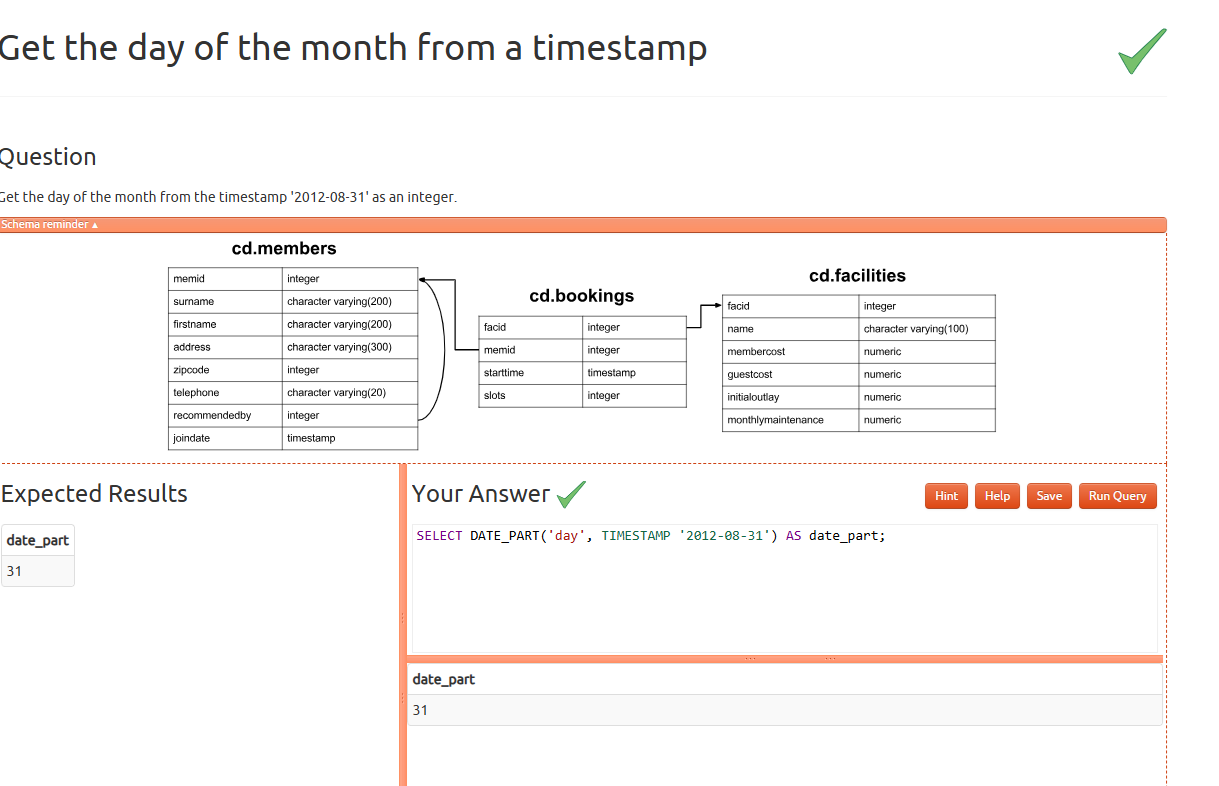 Get the day of the month from a timestamp
Question
Get the day of the month from the timestamp '2012-08-31' as an integer.
Schema reminder ▲
cd.members
memid integer
surname character varying(200)
firstname character varying(200)
address character varying(300)
zipcode integer
telephone character varying(20)
recommendedby integer
joindate timestamp
cd.bookings
facid integer
memid integer
starttime timestamp
slots integer
cd.facilities
facid integer
name character varying(100)
membercost numeric
guestcost numeric
initialoutlay numeric
monthlymaintenance numeric
Expected Results
date_part
31
Your Answer
Hint Help Save Run Query
SELECT DATE_PART('day', TIMESTAMP '2012-08-31') AS date_part;
date_part
31